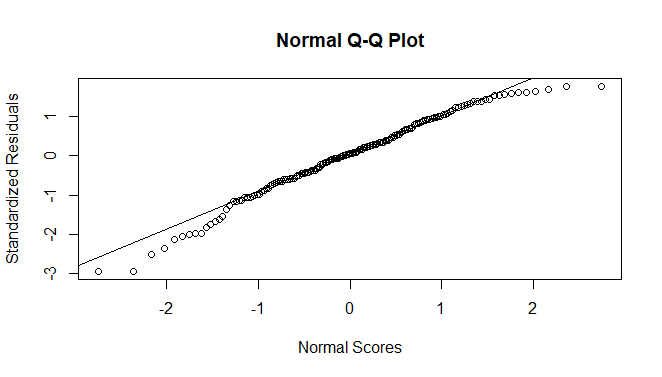 Normal Q-Q Plot
Standardized Residuals
1
0
-1
-2
-3
-2 -1 0 1 2
Normal Scores